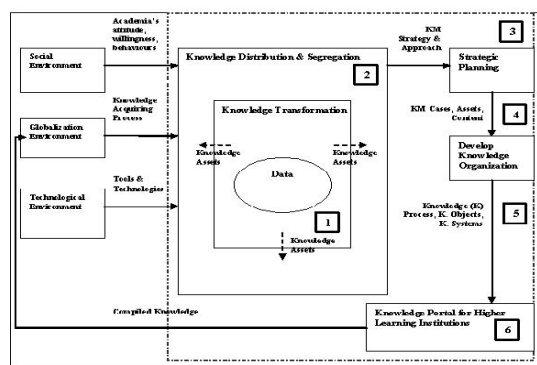 Academia's
attitude,
willingness,
behaviours
Social
Environment
Knowledge
Acquiring
Process
Globalization
Environment
Tools &
Technologies
Technological
Environment
Knowledge Distribution & Segregation
2
Knowledge Transformation
Knowledge
Assets
Knowledge
Assets
Data
1
Knowledge
Assets
KM
Strategy &
Approach
3
Strategic
Planning
KM Cases, Assets,
Content
4
Develop
Knowledge
Organization
Knowledge (K)
Process, K. Objects,
K. Systems
5
Compiled Knowledge
Knowledge Portal for Higher
Learning Institutions
6